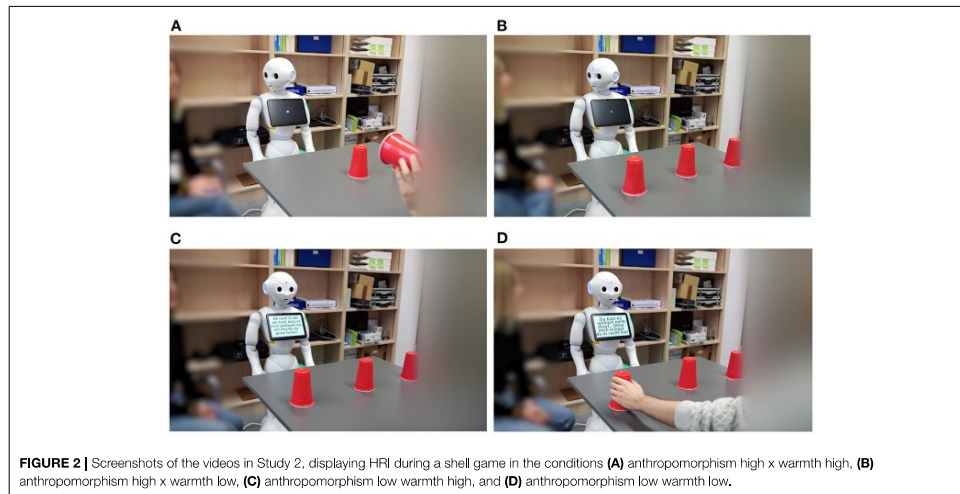 A
B
C
D
FIGURE 2 | Screenshots of the videos in Study 2, displaying HRI during a shell game in the conditions (A) anthropomorphism high x warmth high, (B)
anthropomorphism high x warmth low, (C) anthropomorphism low warmth high, and (D) anthropomorphism low warmth low.